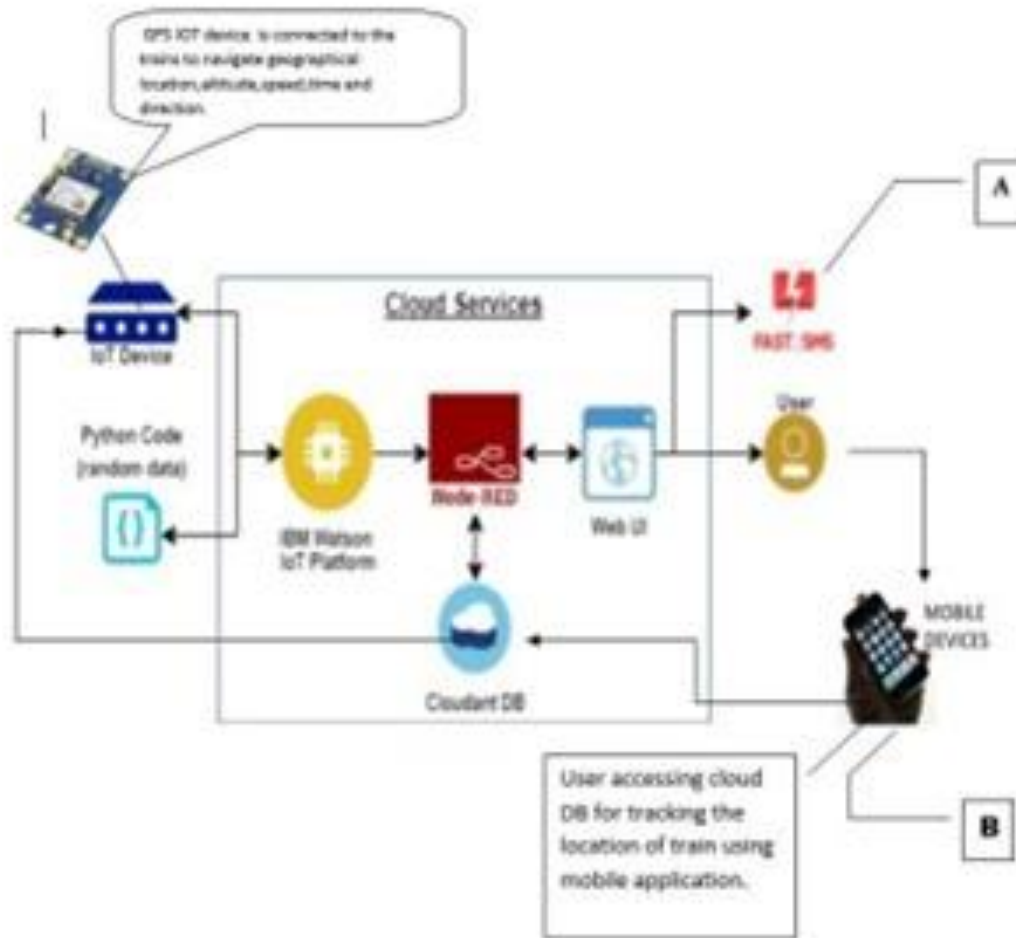 GPS IOT device is connected to the
trains to navigate geographical
location,altitude,speed,time and
direction.
A
Cloud Services
IoT Device
FAST SMS
User
Python Code
(random data)
{}
Node-RED
Web UI
IBM Watson
IoT Platform
MOBILE
DEVICES
Cloudant DB
User accessing cloud
DB for tracking the
location of train using
mobile application.
B